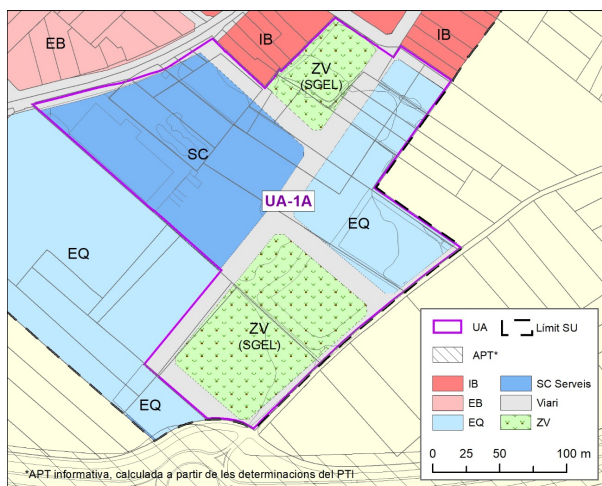 EB
IB
IB
ZV
(SGEL)
SC
UA-1A
EQ
EQ
ZV
(SGEL)
EQ
UA
Límit SU
APT*
IB
SC Serveis
EB
Viari
EQ
ZV
0 25 50 100 m
*APT informativa, calculada a partir de les determinacions del PTI